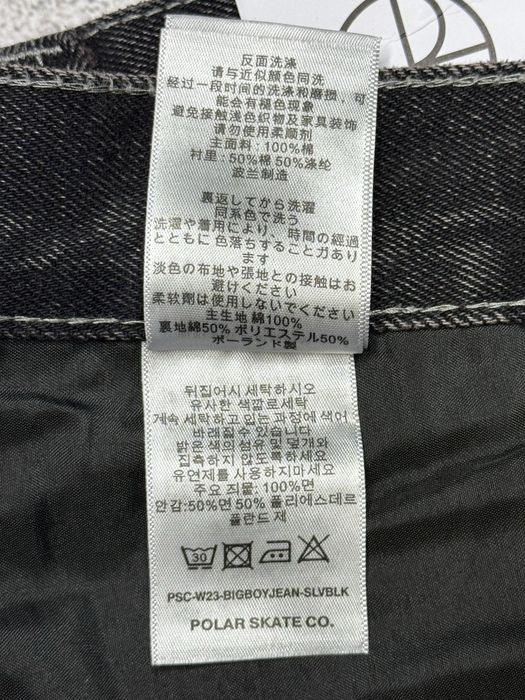 反面洗涤
请与近似颜色同洗
经过一段时间的洗涤和磨损，可
能会有褪色现象
避免接触浅色织物及家具装饰
请勿使用柔顺剂
主面料：100%棉
衬里：50%棉 50%涤纶
波兰制造
裏返してから洗濯
同系色で洗う
洗濯や着用により、時間の經過
とともに 色落ちすること力あり
ます
淡色の布地や張地との接触はお
避けください
柔軟劑は使用しないでください
主生地 綿100%
裏地綿50% ポリエステル50%
ポーランド製
뒤집어서 세탁하십시오
유사한 색깔로세탁
게속 세탁하고 입는 과정에 색어
바래질수 있습니다
밝은 색의 섬유 및 덮개와
집촉하지 않도록하세요
유연제를 사용하지마세요
주요 죄물: 100%면
안감:50%면 50% 폴리에스데르
폴란드 제
30
PSC-W23-BIGBOYJEAN-SLVBLK
POLAR SKATE CO.